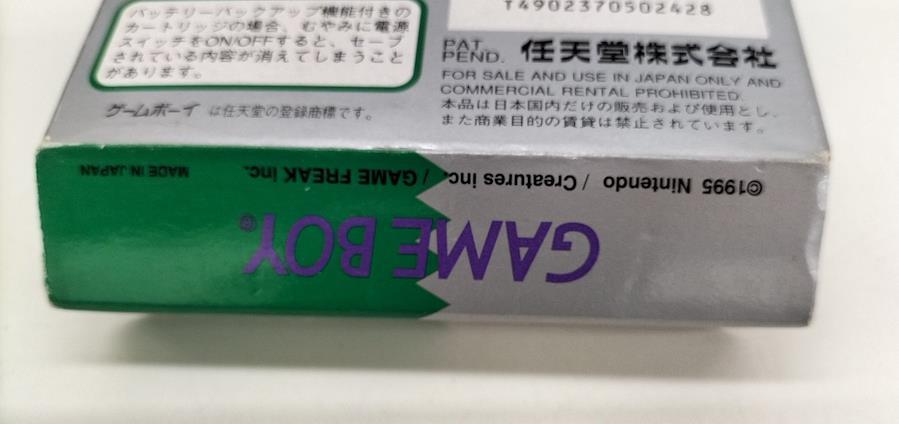 T4902370502428
バッテリーバックアップ機能付きの
カートリッジの場合、むやみに電源
スイッチをON/OFFすると、セーブ
されている内容が消えてしまうこと
があります。
ゲームボーイ は任天堂の登録商標です。
PAT. PEND. 任天堂株式会社
FOR SALE AND USE IN JAPAN ONLY AND
COMMERCIAL RENTAL PROHIBITED.
本品は日本国内だけの販売および使用とし、
また商業目的の賃貸は禁止されています。
©1995 Nintendo / Creatures inc. / GAME FREAK inc. MADE IN JAPAN
GAME BOY®